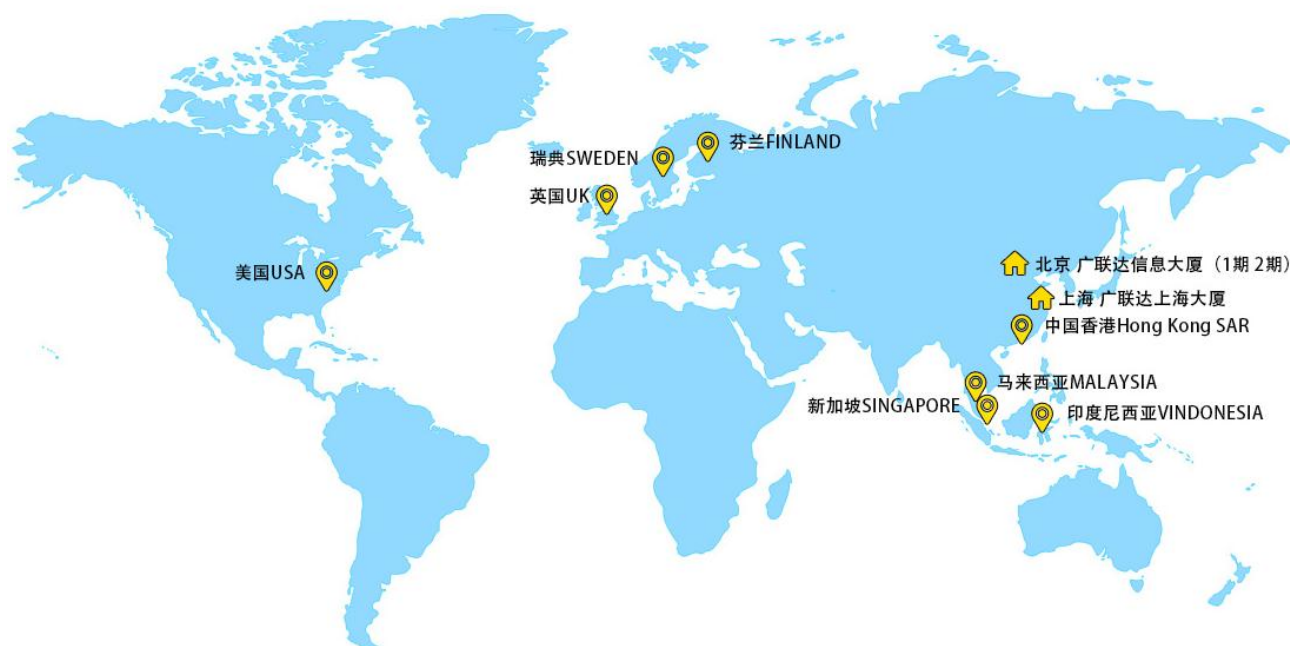 芬兰FINLAND
瑞典SWEDEN
英国UK
美国USA
北京 广联达信息大厦（1期 2期）
上海 广联达上海大厦
中国香港Hong Kong SAR
马来西亚MALAYSIA
新加坡SINGAPORE
印度尼西亚VINDONESIA